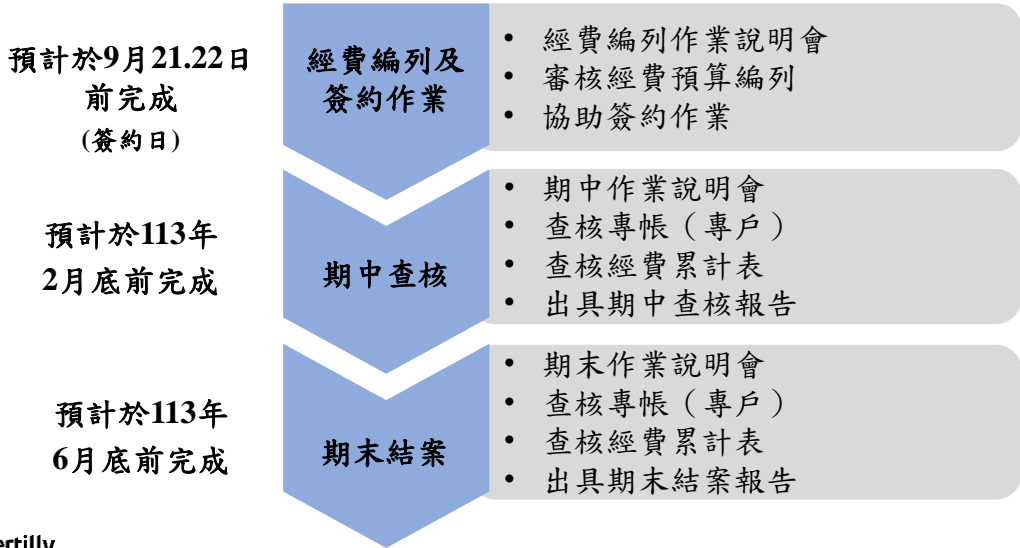 預計於9月21.22日
前完成
(簽約日)
經費編列及
簽約作業
• 經費編列作業說明會
• 審核經費預算編列
• 協助簽約作業
預計於113年
2月底前完成
期中查核
• 期中作業說明會
• 查核專帳（專戶）
• 查核經費累計表
• 出具期中查核報告
預計於113年
6月底前完成
期末結案
• 期末作業說明會
• 查核專帳（專戶）
• 查核經費累計表
• 出具期末結案報告